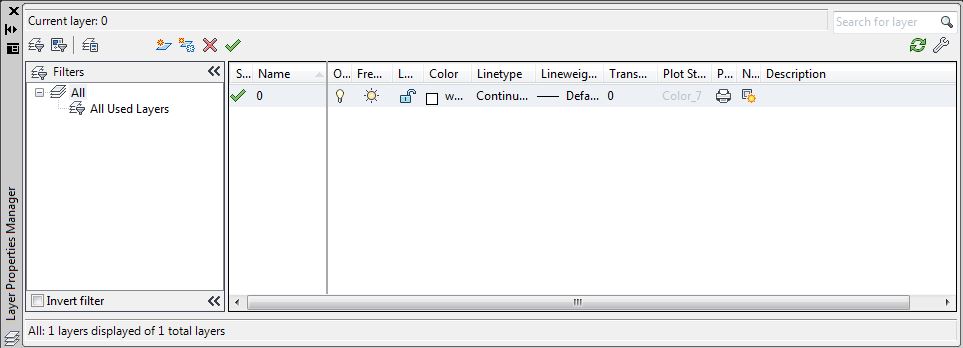 Current layer: 0
Search for layer
Filters
All
All Used Layers
Invert filter
S... Name O... Fre... L... Color Linetype Lineweig... Trans... Plot St... P... N... Description
0 w... Continu... Defa... 0 Color_7
All: 1 layers displayed of 1 total layers
Layer Properties Manager